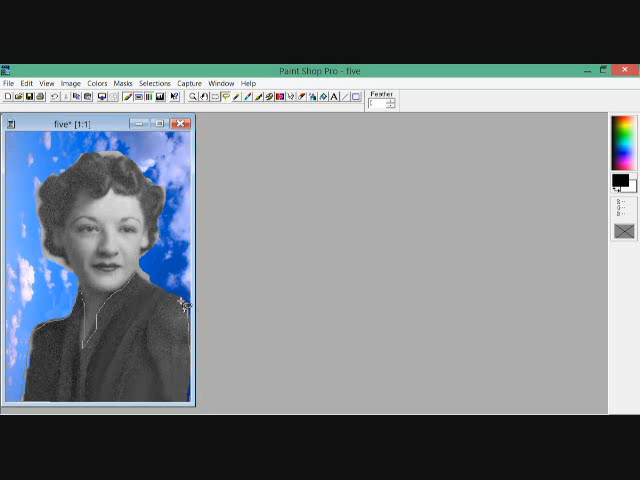 Paint Shop Pro - five
File Edit View Image Colors Masks Selections Capture Window Help
Feather
five* [1:1]